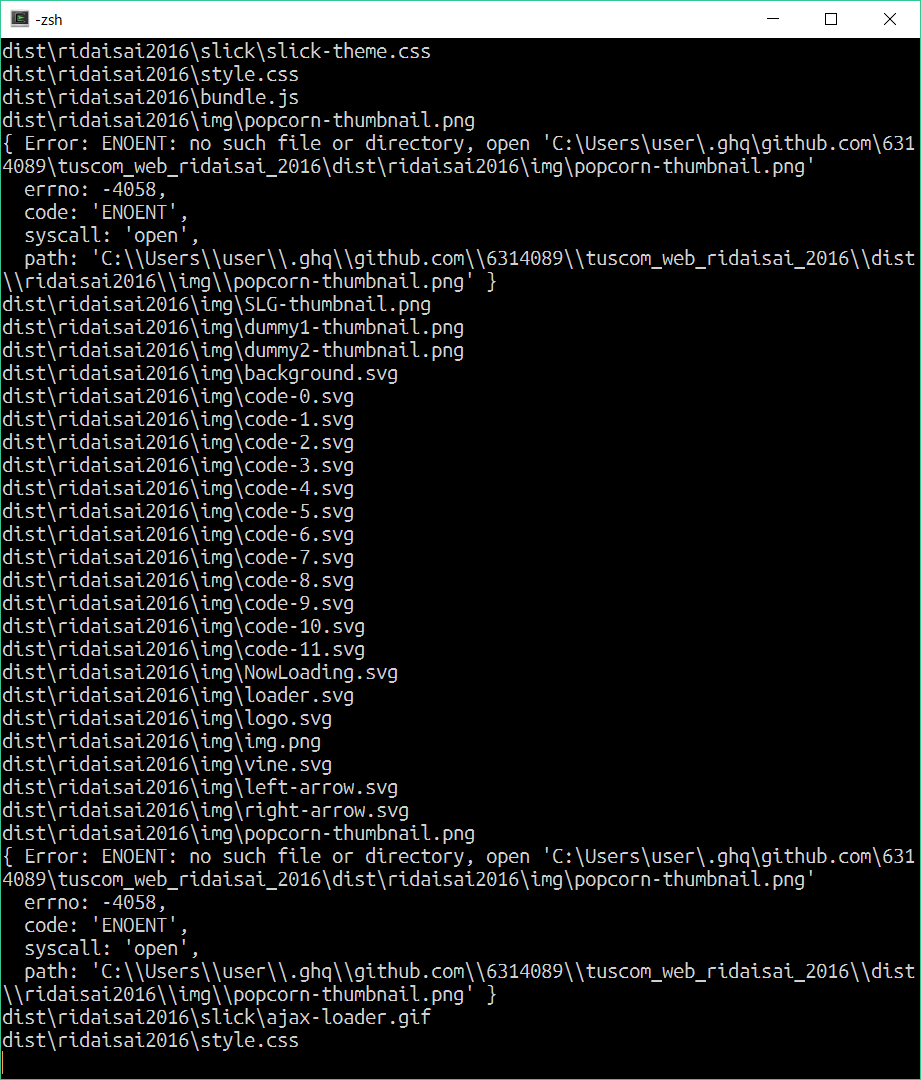 -zsh
dist\ridaisai2016\slick\slick-theme.css
dist\ridaisai2016\style.css
dist\ridaisai2016\bundle.js
dist\ridaisai2016\img\popcorn-thumbnail.png
{ Error: ENOENT: no such file or directory, open 'C:\Users\user\.ghq\github.com\631
4089\tuscom_web_ridaisai_2016\dist\ridaisai2016\img\popcorn-thumbnail.png'
  errno: -4058,
  code: 'ENOENT',
  syscall: 'open',
  path: 'C:\\Users\\user\\.ghq\\github.com\\6314089\\tuscom_web_ridaisai_2016\\dist
\\ridaisai2016\\img\\popcorn-thumbnail.png' }
dist\ridaisai2016\img\SLG-thumbnail.png
dist\ridaisai2016\img\dummy1-thumbnail.png
dist\ridaisai2016\img\dummy2-thumbnail.png
dist\ridaisai2016\img\background.svg
dist\ridaisai2016\img\code-0.svg
dist\ridaisai2016\img\code-1.svg
dist\ridaisai2016\img\code-2.svg
dist\ridaisai2016\img\code-3.svg
dist\ridaisai2016\img\code-4.svg
dist\ridaisai2016\img\code-5.svg
dist\ridaisai2016\img\code-6.svg
dist\ridaisai2016\img\code-7.svg
dist\ridaisai2016\img\code-8.svg
dist\ridaisai2016\img\code-9.svg
dist\ridaisai2016\img\code-10.svg
dist\ridaisai2016\img\code-11.svg
dist\ridaisai2016\img\NowLoading.svg
dist\ridaisai2016\img\loader.svg
dist\ridaisai2016\img\logo.svg
dist\ridaisai2016\img\img.png
dist\ridaisai2016\img\vine.svg
dist\ridaisai2016\img\left-arrow.svg
dist\ridaisai2016\img\right-arrow.svg
dist\ridaisai2016\img\popcorn-thumbnail.png
{ Error: ENOENT: no such file or directory, open 'C:\Users\user\.ghq\github.com\631
4089\tuscom_web_ridaisai_2016\dist\ridaisai2016\img\popcorn-thumbnail.png'
  errno: -4058,
  code: 'ENOENT',
  syscall: 'open',
  path: 'C:\\Users\\user\\.ghq\\github.com\\6314089\\tuscom_web_ridaisai_2016\\dist
\\ridaisai2016\\img\\popcorn-thumbnail.png' }
dist\ridaisai2016\slick\ajax-loader.gif
dist\ridaisai2016\style.css